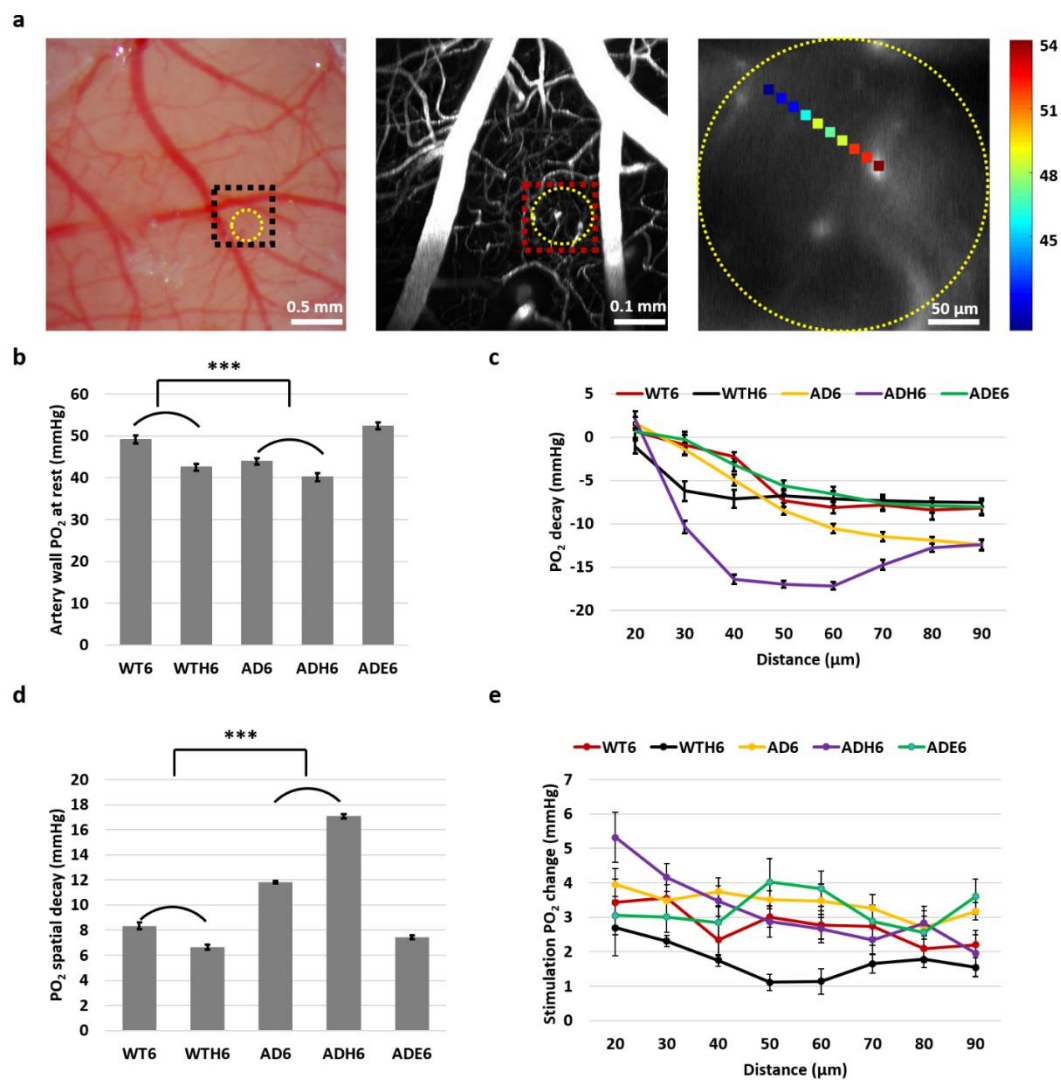 a
54
51
49
46
43
41
38
0.5 mm
0.1 mm
50 µm
b
***
60
50
40
30
20
10
0
Artery wall PO2 at rest (mmHg)
WT6 WTH6 AD6 ADH6 ADE6
c
WT6 WTH6 AD6 ADH6 ADE6
5
0
-5
-10
-15
-20
PO2 decay (mmHg)
20 30 40 50 60 70 80 90
Distance (µm)
d
***
20
18
16
14
12
10
8
6
4
2
0
PO2 spatial decay (mmHg)
WT6 WTH6 AD6 ADH6 ADE6
e
WT6 WTH6 AD6 ADH6 ADE6
7
6
5
4
3
2
1
0
Stimulation PO2 change (mmHg)
20 30 40 50 60 70 80 90
Distance (µm)